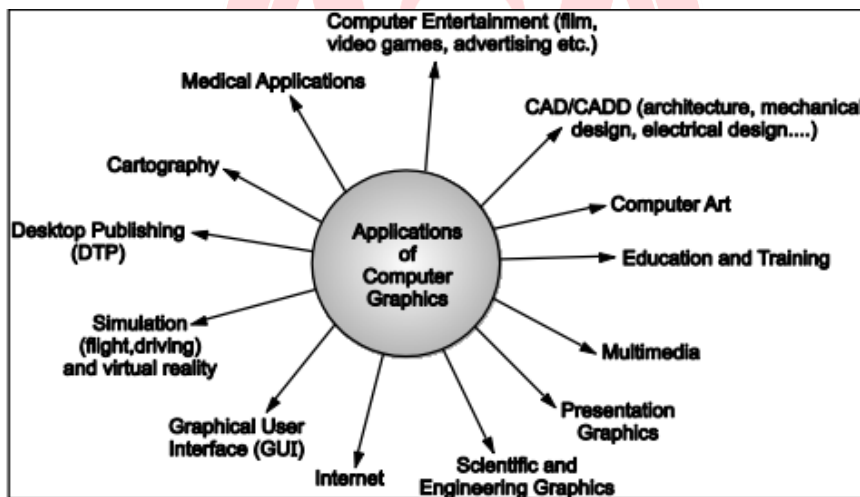 Computer Entertainment (film,
video games, advertising etc.)
Medical Applications
CAD/CADD (architecture, mechanical
design, electrical design....)
Cartography
Computer Art
Desktop Publishing
(DTP)
Applications
of
Computer
Graphics
Education and Training
Simulation
(flight,driving)
and virtual reality
Multimedia
Graphical User
Interface (GUI)
Presentation
Graphics
Internet
Scientific and
Engineering Graphics